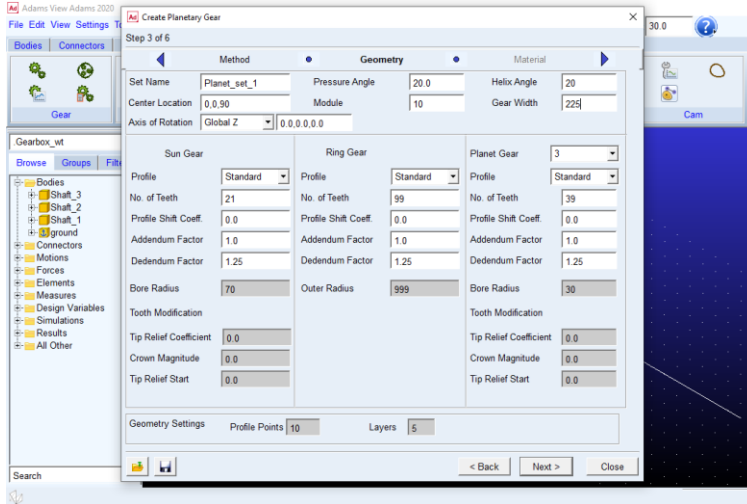 Adams View Adams 2020
File Edit View Settings
Bodies Connectors
Gear
Gearbox_wt
Browse Groups
Bodies
Shaft_3
Shaft_2
Shaft_1
ground
Connectors
Motions
Forces
Elements
Measures
Design Variables
Simulations
Results
All Other
Search
Ad Create Planetary Gear
Step 3 of 6
Method Geometry Material
Set Name Planet_set_1 Pressure Angle 20.0 Helix Angle 20
Center Location 0,0,90 Module 10 Gear Width 225
Axis of Rotation Global Z 0.0,0.0,0.0
Sun Gear Ring Gear Planet Gear 3
Profile Standard Profile Standard Profile Standard
No. of Teeth 21 No. of Teeth 99 No. of Teeth 39
Profile Shift Coeff. 0.0 Profile Shift Coeff. 0.0 Profile Shift Coeff. 0.0
Addendum Factor 1.0 Addendum Factor 1.0 Addendum Factor 1.0
Dedendum Factor 1.25 Dedendum Factor 1.25 Dedendum Factor 1.25
Bore Radius 70 Outer Radius 999 Bore Radius 30
Tooth Modification Tooth Modification
Tip Relief Coefficient 0.0 Tip Relief Coefficient 0.0
Crown Magnitude 0.0 Crown Magnitude 0.0
Tip Relief Start 0.0 Tip Relief Start 0.0
Geometry Settings Profile Points 10 Layers 5
< Back Next > Close
30.0
?
Cam